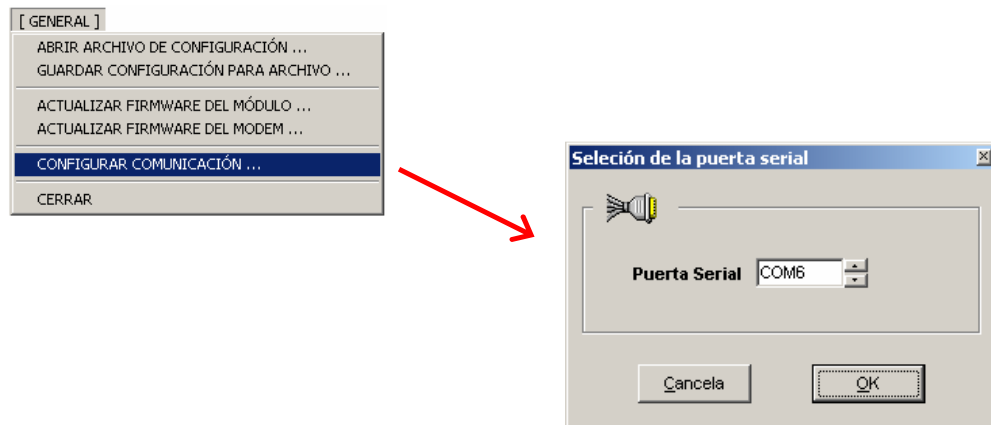 [ GENERAL ]
ABRIR ARCHIVO DE CONFIGURACIÓN ...
GUARDAR CONFIGURACIÓN PARA ARCHIVO ...
ACTUALIZAR FIRMWARE DEL MÓDULO ...
ACTUALIZAR FIRMWARE DEL MODEM ...
CONFIGURAR COMUNICACIÓN ...
CERRAR
Seleción de la puerta serial
Puerta Serial COM6
Cancela OK